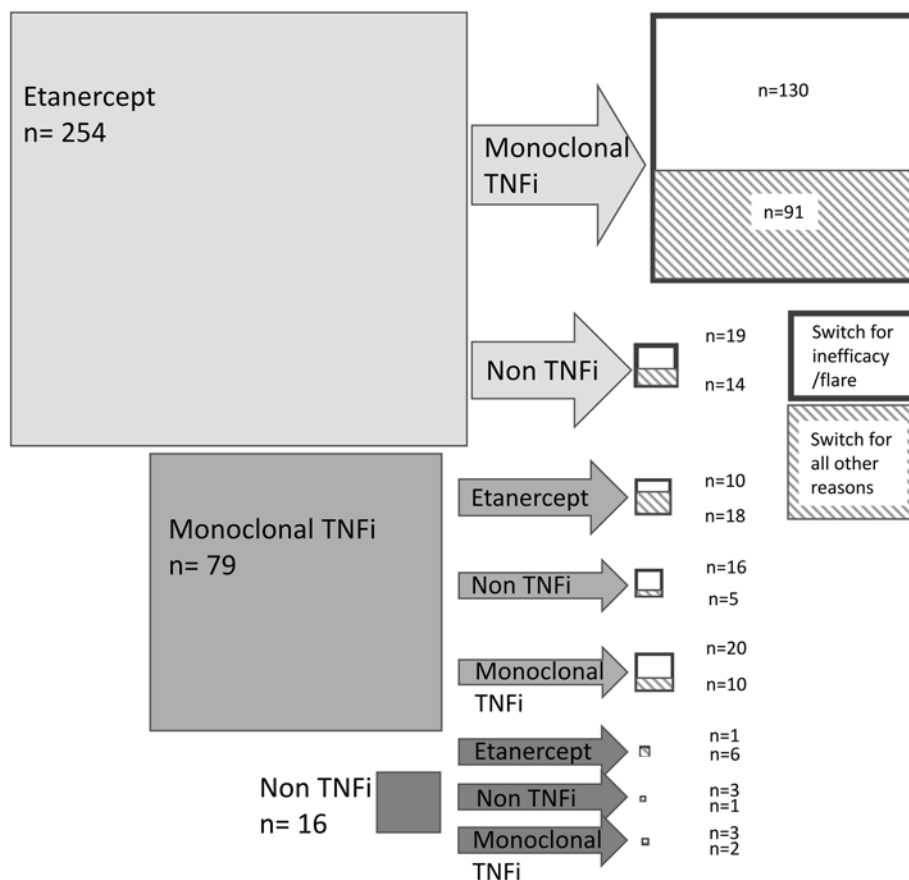 Etanercept
n= 254
Monoclonal
TNFi
n=130
n=91
Non TNFi
n=19
n=14
Switch for
inefficacy
/flare
Switch for
all other
reasons
Monoclonal TNFi
n= 79
Etanercept
n=10
n=18
Non TNFi
n=16
n=5
Monoclonal
TNFi
n=20
n=10
Non TNFi
n= 16
Etanercept
n=1
n=6
Non TNFi
n=3
n=1
Monoclonal
TNFi
n=3
n=2